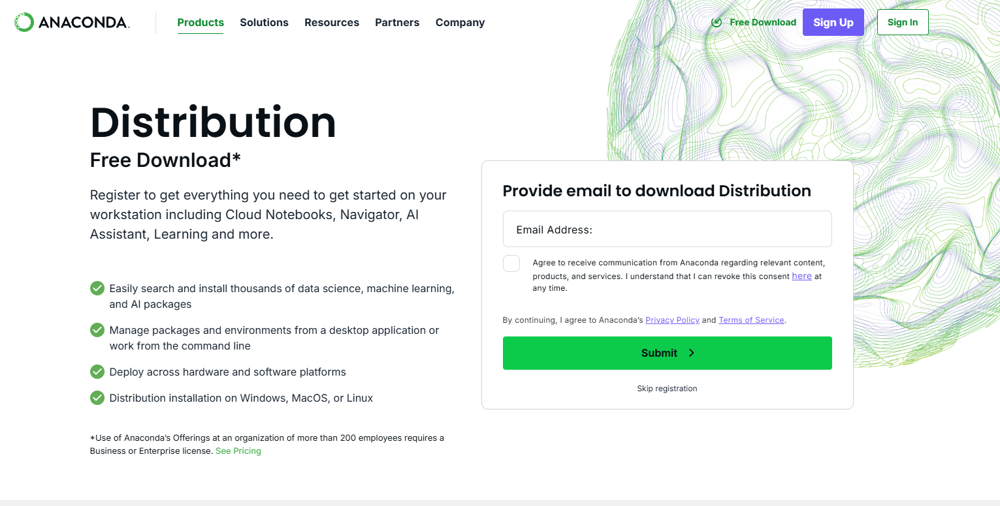 ANACONDA
Products
Solutions
Resources
Partners
Company
Free Download
Sign Up
Sign In
Distribution
Free Download*
Register to get everything you need to get started on your
workstation including Cloud Notebooks, Navigator, AI
Assistant, Learning and more.
Easily search and install thousands of data science, machine learning,
and AI packages
Manage packages and environments from a desktop application or
work from the command line
Deploy across hardware and software platforms
Distribution installation on Windows, MacOS, or Linux
*Use of Anaconda’s Offerings at an organization of more than 200 employees requires a
Business or Enterprise license. See Pricing
Provide email to download Distribution
Email Address:
Agree to receive communication from Anaconda regarding relevant content,
products, and services. I understand that I can revoke this consent here at
any time.
By continuing, I agree to Anaconda’s Privacy Policy and Terms of Service.
Submit
Skip registration